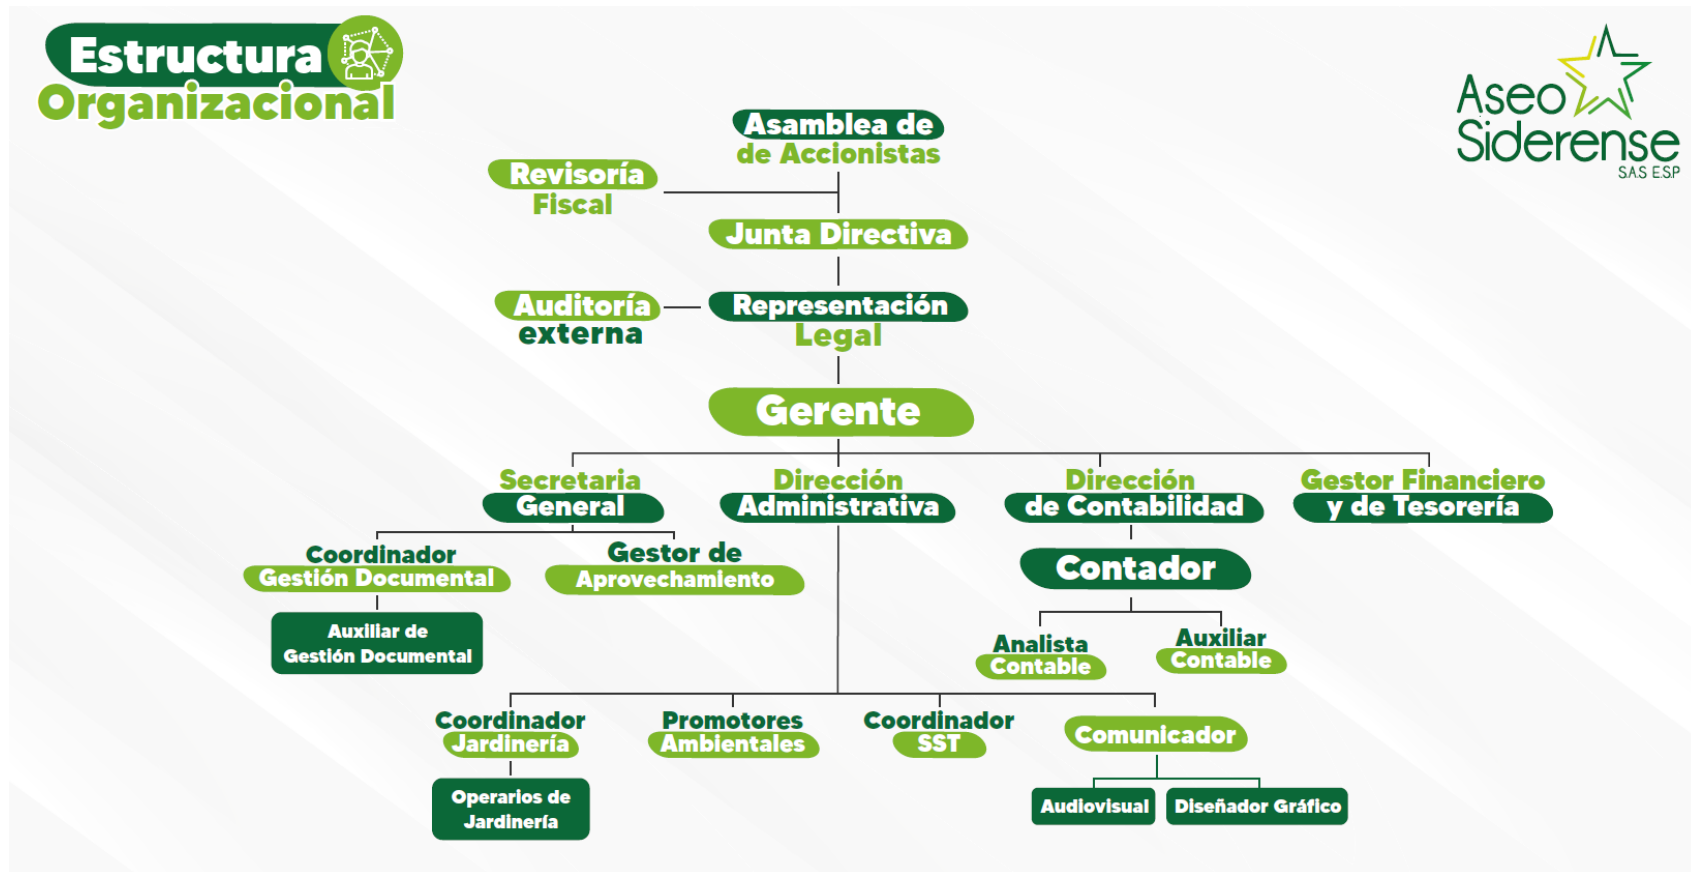 Estructura
Organizacional
Aseo
Siderense
S.A.S E.S.P
Asamblea de
de Accionistas
Revisoría
Fiscal
Junta Directiva
Auditoría
externa
Representación
Legal
Gerente
Secretaria
General
Dirección
Administrativa
Dirección
de Contabilidad
Gestor Financiero
y de Tesorería
Coordinador
Gestión Documental
Gestor de
Aprovechamiento
Contador
Auxiliar de
Gestión Documental
Analista
Contable
Auxiliar
Contable
Coordinador
Jardinería
Promotores
Ambientales
Coordinador
SST
Comunicador
Operarios de
Jardinería
Audiovisual
Diseñador Gráfico